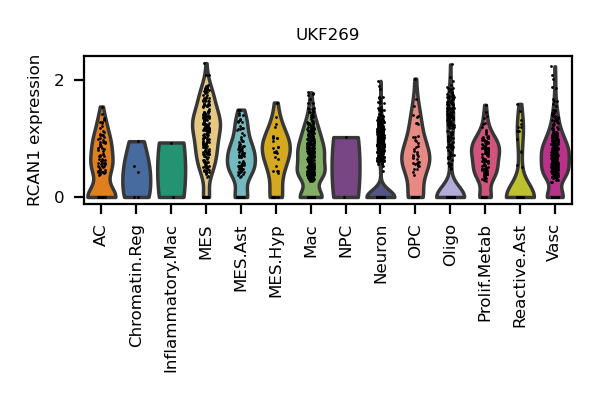 UKF269
RCAN1 expression
2
0
AC
Chromatin.Reg
Inflammatory.Mac
MES
MES.Ast
MES.Hyp
Mac
NPC
Neuron
OPC
Oligo
Prolif.Metab
Reactive.Ast
Vasc